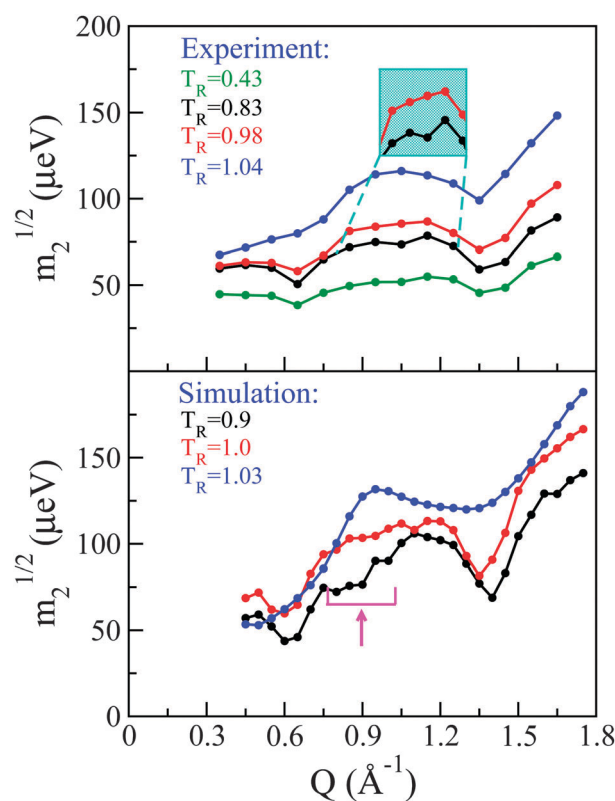 200
150
100
50
m₂^1/2 (μeV)
Experiment:
T_R=0.43
T_R=0.83
T_R=0.98
T_R=1.04
150
100
50
0
m₂^1/2 (μeV)
Simulation:
T_R=0.9
T_R=1.0
T_R=1.03
0 0.3 0.6 0.9 1.2 1.5 1.8
Q (Å⁻¹)